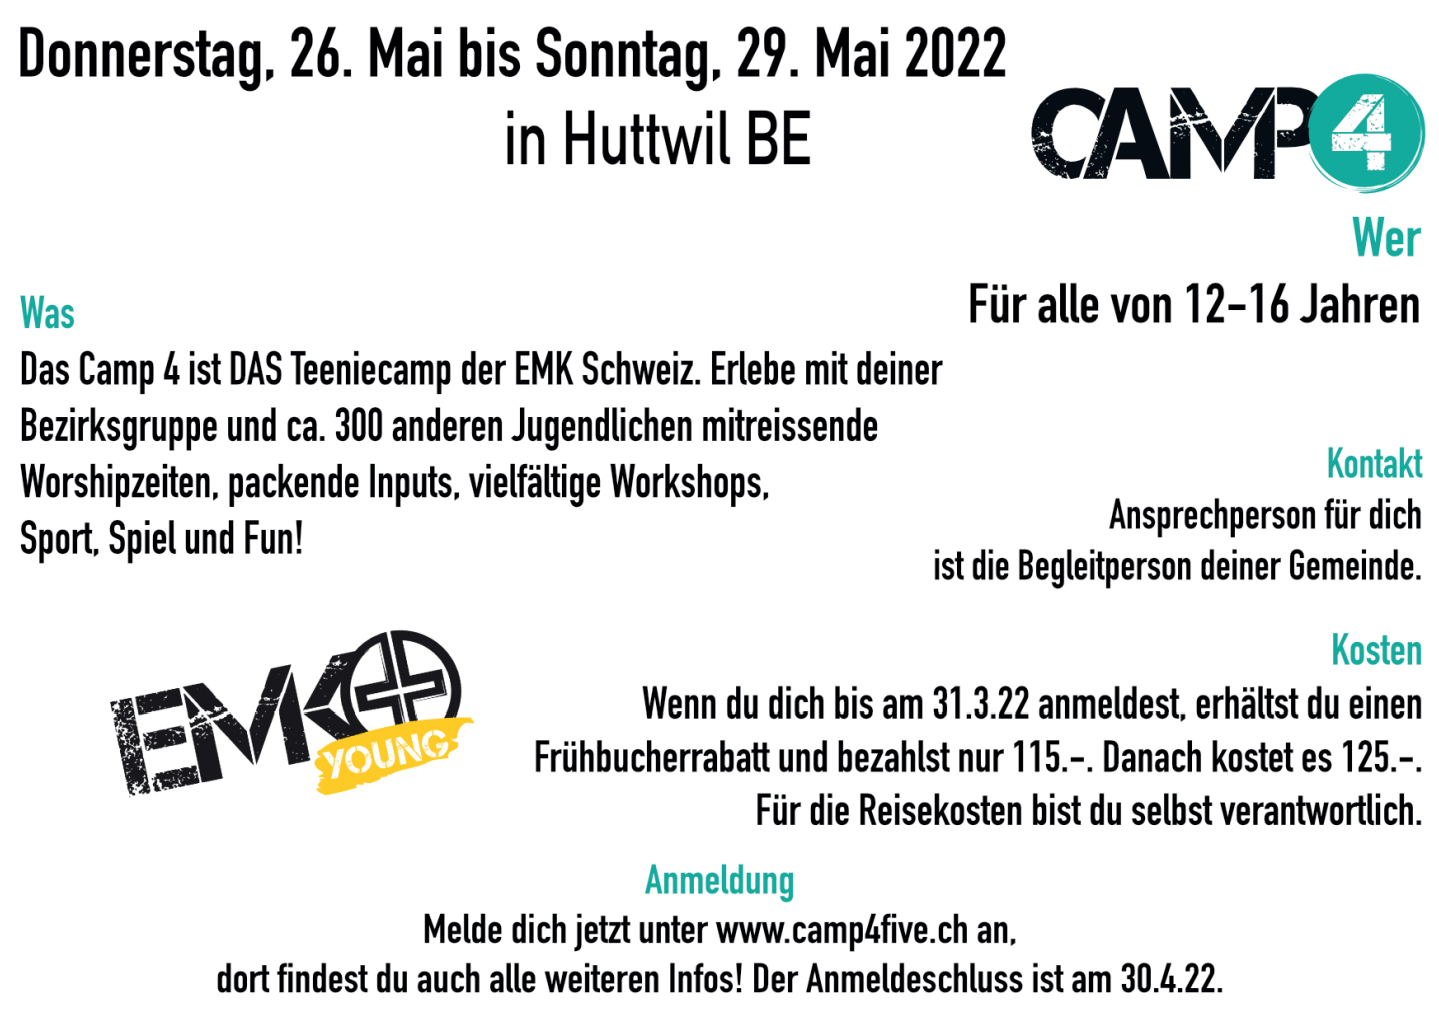 Donnerstag, 26. Mai bis Sonntag, 29. Mai 2022
in Huttwil BE
CAMP 4
Wer
Für alle von 12-16 Jahren
Was
Das Camp 4 ist DAS Teeniecamp der EMK Schweiz. Erlebe mit deiner
Bezirksgruppe und ca. 300 anderen Jugendlichen mitreissende
Worshipzeiten, packende Inputs, vielfältige Workshops,
Sport, Spiel und Fun!
Kontakt
Ansprechperson für dich
ist die Begleitperson deiner Gemeinde.
EMK
YOUNG
Kosten
Wenn du dich bis am 31.3.22 anmeldest, erhältst du einen
Frühbucherrabatt und bezahlst nur 115.-. Danach kostet es 125.-.
Für die Reisekosten bist du selbst verantwortlich.
Anmeldung
Melde dich jetzt unter www.camp4five.ch an,
dort findest du auch alle weiteren Infos! Der Anmeldeschluss ist am 30.4.22.